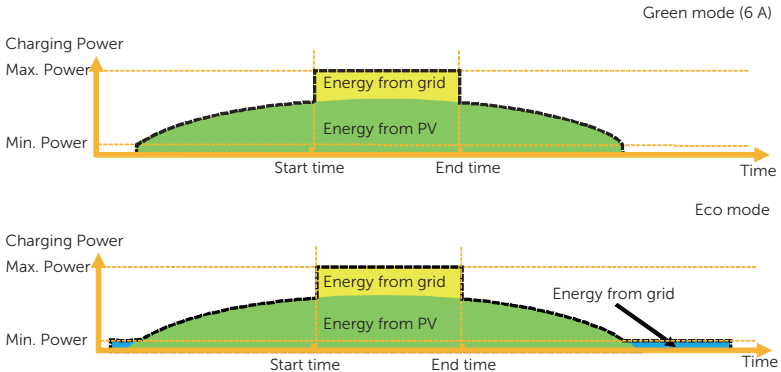 Green mode (6 A)
Charging Power
Max. Power
Energy from grid
Energy from PV
Min. Power
Start time
End time
Time
Eco mode
Charging Power
Max. Power
Energy from grid
Energy from grid
Energy from PV
Min. Power
Start time
End time
Time